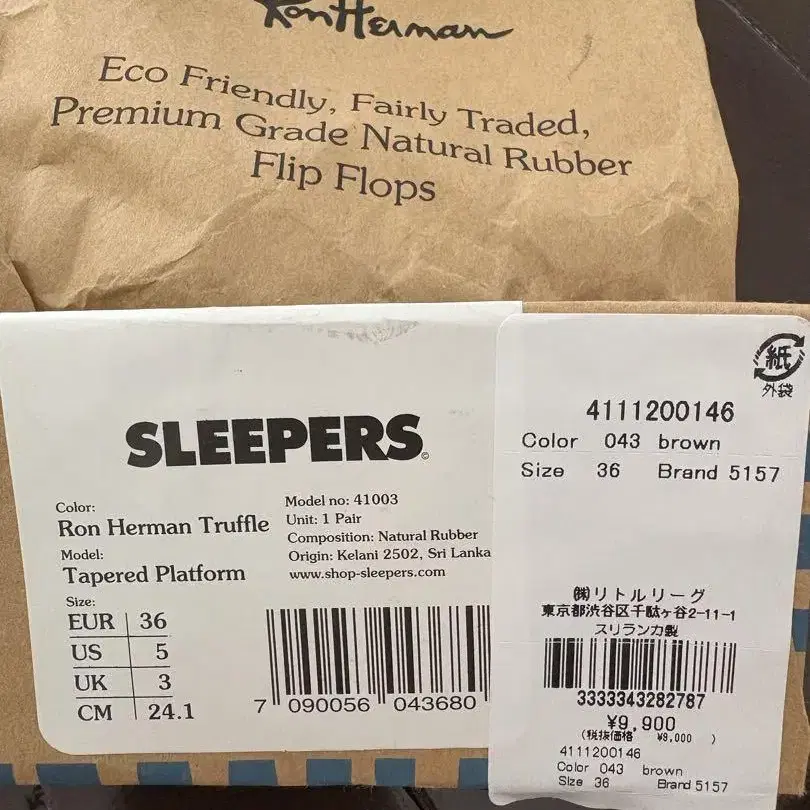 Ron Herman
Eco Friendly, Fairly Traded,
Premium Grade Natural Rubber
Flip Flops
SLEEPERS©
Color:
Ron Herman Truffle
Model:
Tapered Platform
Size:
EUR 36
US 5
UK 3
CM 24.1
Model no: 41003
Unit: 1 Pair
Composition: Natural Rubber
Origin: Kelani 2502, Sri Lanka
www.shop-sleepers.com
7 090056 043680
紙
外袋
4111200146
Color 043 brown
Size 36 Brand 5157
㈱リトルリーグ
東京都渋谷区千駄ヶ谷2-11-1
スリランカ製
3333343282787
¥9,900
(税抜価格 ¥9,000 )
4111200146
Color 043 brown
Size 36 Brand 5157